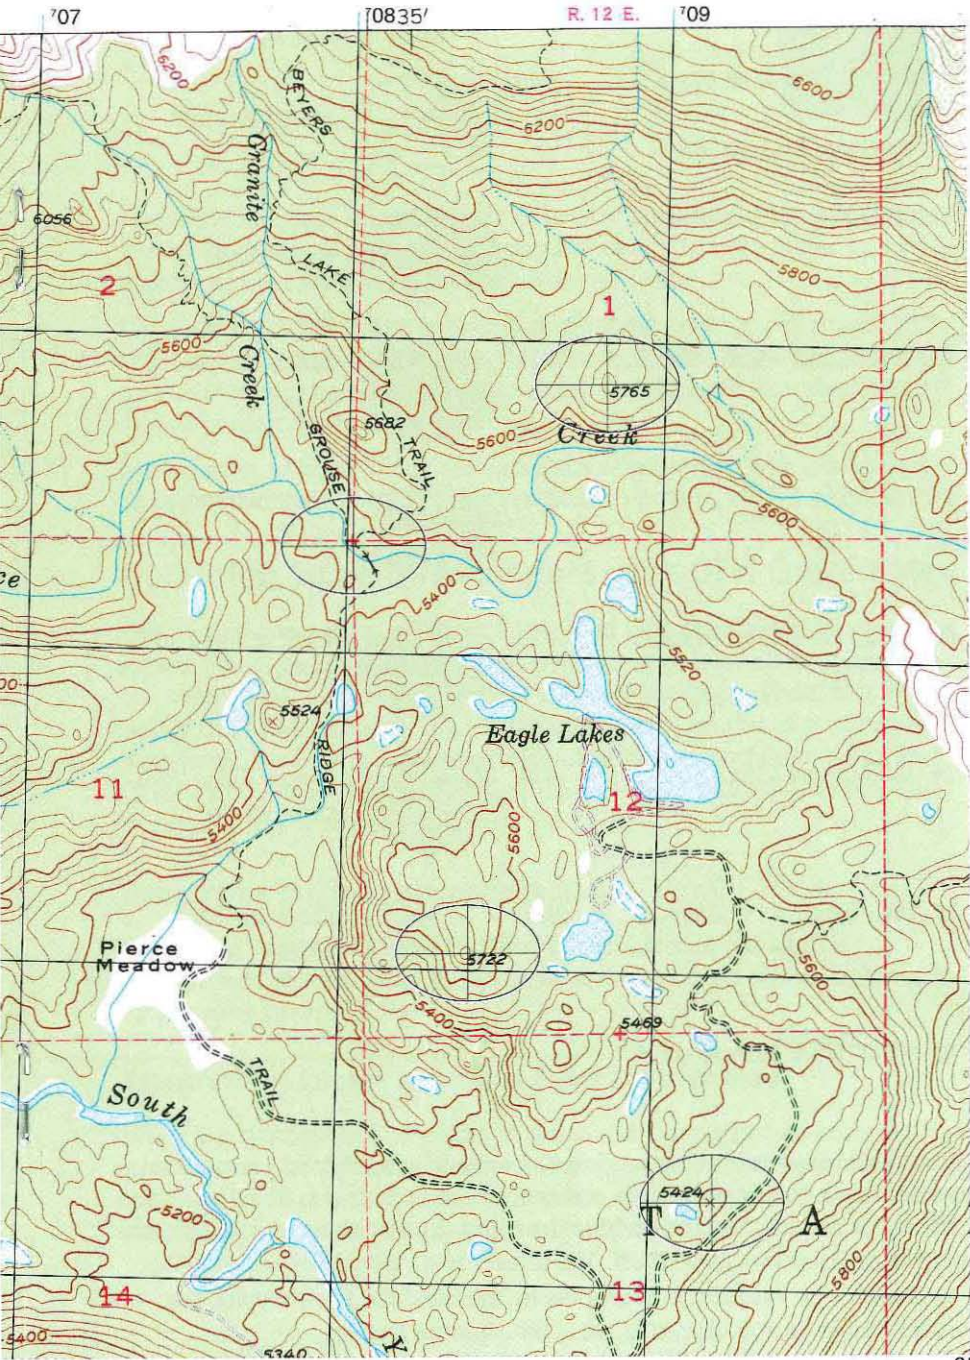 ⁷07
⁷0835′
R. 12 E.
⁷09
6200
BEYERS
6600
6200
Granite
6056
LAKE
5800
2
1
5600
Creek
5765
5682
GROUSE
TRAIL
5600
Creek
5600
ce
5400
5520
00
5524
Eagle Lakes
RIDGE
11
12
5400
5600
Pierce
Meadow
5722
5600
5400
5469
TRAIL
South
5424
T A
5200
5800
14
13
5400
5340
Y